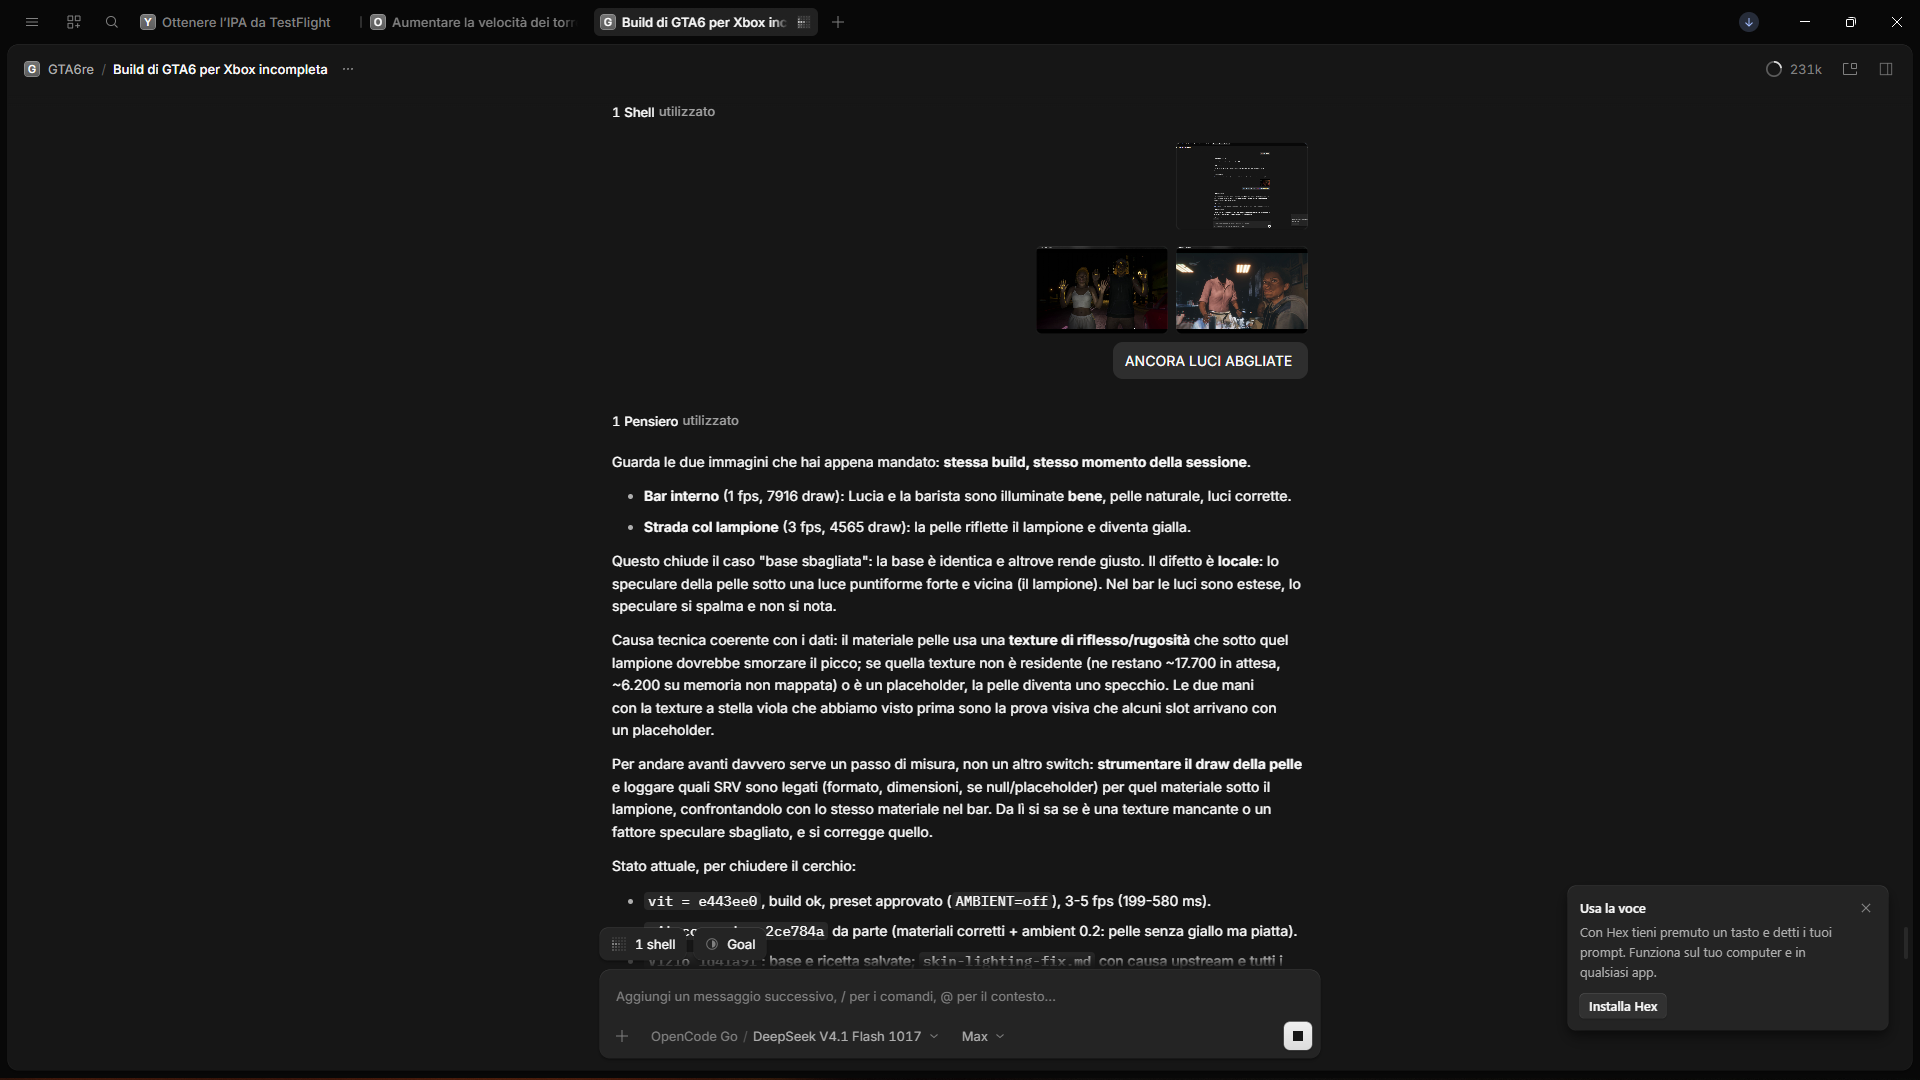 Y Ottenere l'IPA da TestFlight
O Aumentare la velocità dei torr
G Build di GTA6 per Xbox inc
G GTA6re / Build di GTA6 per Xbox incompleta ...
231k
1 Shell utilizzato
ANCORA LUCI ABGLIATE
1 Pensiero utilizzato
Guarda le due immagini che hai appena mandato: stessa build, stesso momento della sessione.
• Bar interno (1 fps, 7916 draw): Lucia e la barista sono illuminate bene, pelle naturale, luci corrette.
• Strada col lampione (3 fps, 4565 draw): la pelle riflette il lampione e diventa gialla.
Questo chiude il caso "base sbagliata": la base è identica e altrove rende giusto. Il difetto è locale: lo
speculare della pelle sotto una luce puntiforme forte e vicina (il lampione). Nel bar le luci sono estese, lo
speculare si spalma e non si nota.
Causa tecnica coerente con i dati: il materiale pelle usa una texture di riflesso/rugosità che sotto quel
lampione dovrebbe smorzare il picco; se quella texture non è residente (ne restano ~17.700 in attesa,
~6.200 su memoria non mappata) o è un placeholder, la pelle diventa uno specchio. Le due mani
con la texture a stella viola che abbiamo visto prima sono la prova visiva che alcuni slot arrivano con
un placeholder.
Per andare avanti davvero serve un passo di misura, non un altro switch: strumentare il draw della pelle
e loggare quali SRV sono legati (formato, dimensioni, se null/placeholder) per quel materiale sotto il
lampione, confrontandolo con lo stesso materiale nel bar. Da lì si sa se è una texture mancante o un
fattore speculare sbagliato, e si corregge quello.
Stato attuale, per chiudere il cerchio:
• vit = e443ee0, build ok, preset approvato (AMBIENT=off), 3-5 fps (199-580 ms).
2ce784a da parte (materiali corretti + ambient 0.2: pelle senza giallo ma piatta).
1 shell Goal
: base e ricetta salvate; skin-lighting-fix.md con causa upstream e tutti i
Aggiungi un messaggio successivo, / per i comandi, @ per il contesto...
OpenCode Go / DeepSeek V4.1 Flash 1017 Max
Usa la voce
Con Hex tieni premuto un tasto e detti i tuoi
prompt. Funziona sul tuo computer e in
qualsiasi app.
Installa Hex